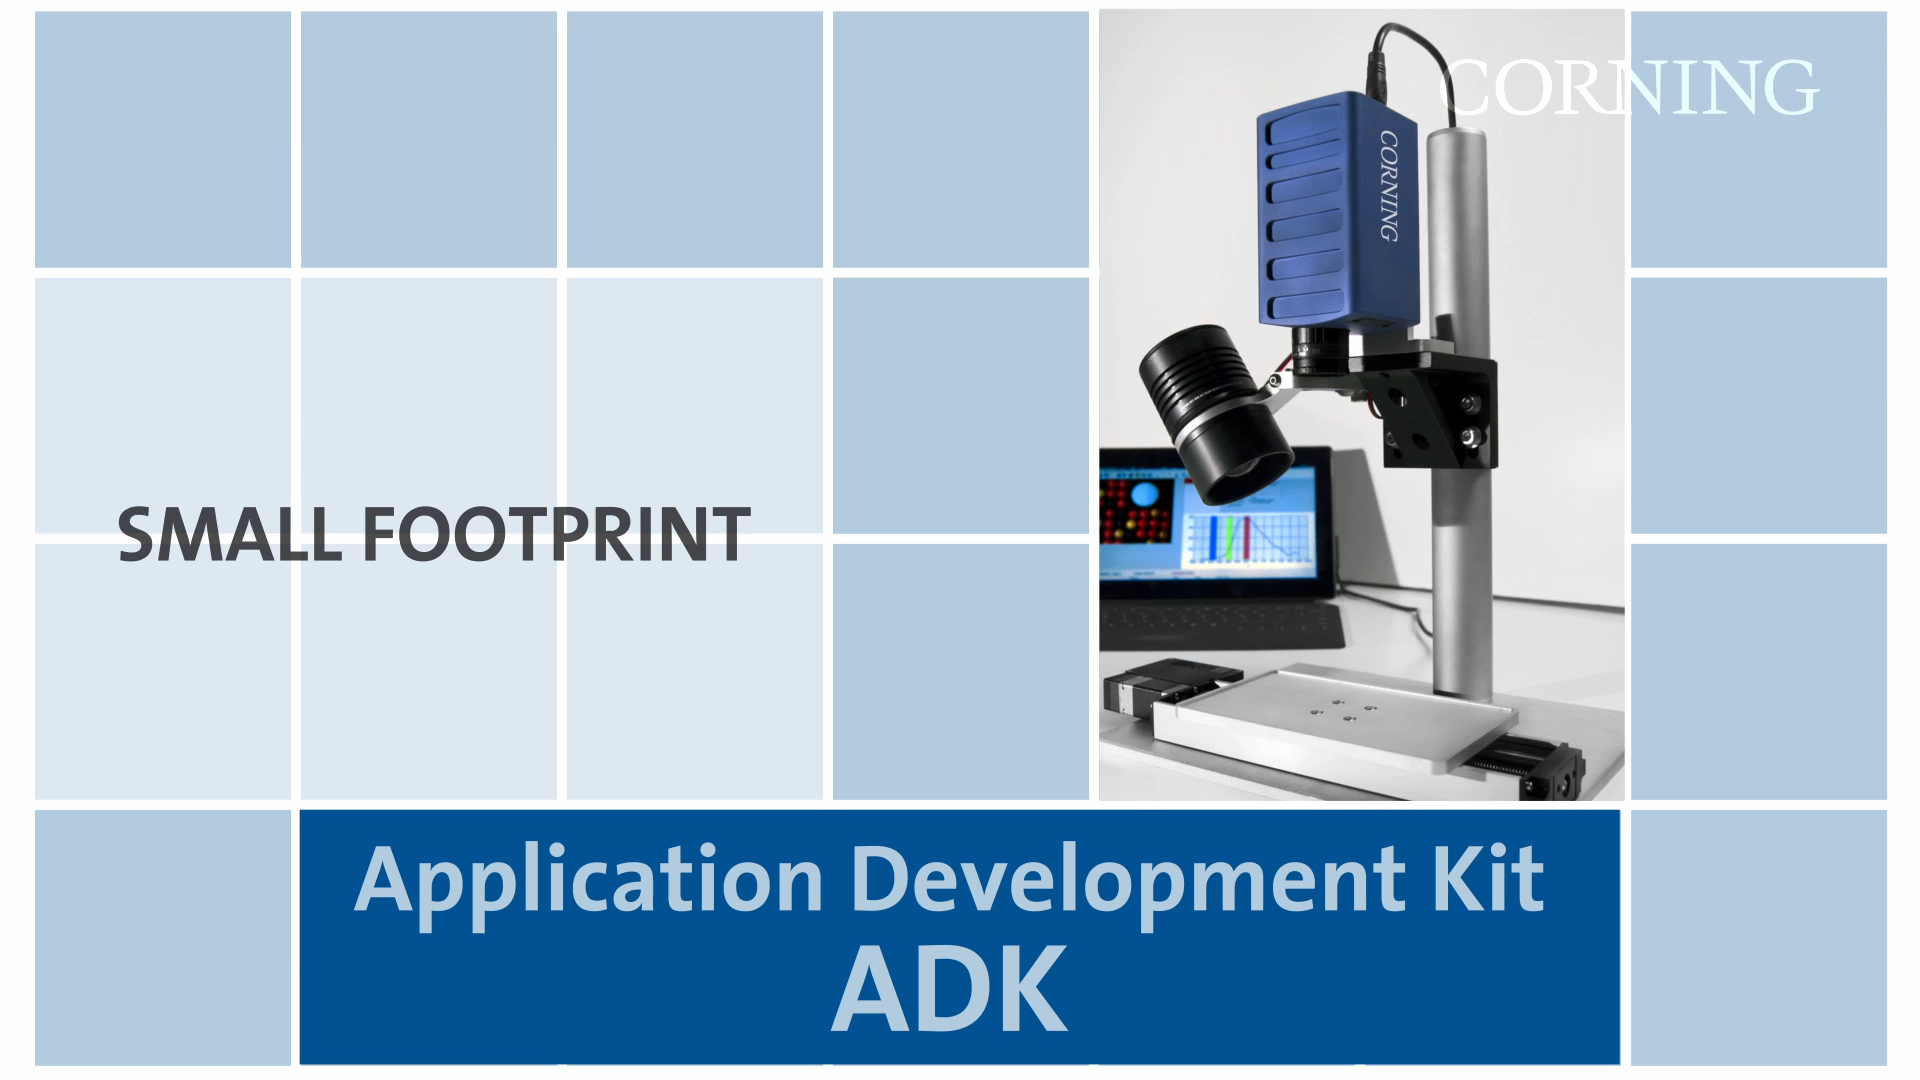 CORNING
CORNING
SMALL FOOTPRINT
Application Development Kit
ADK